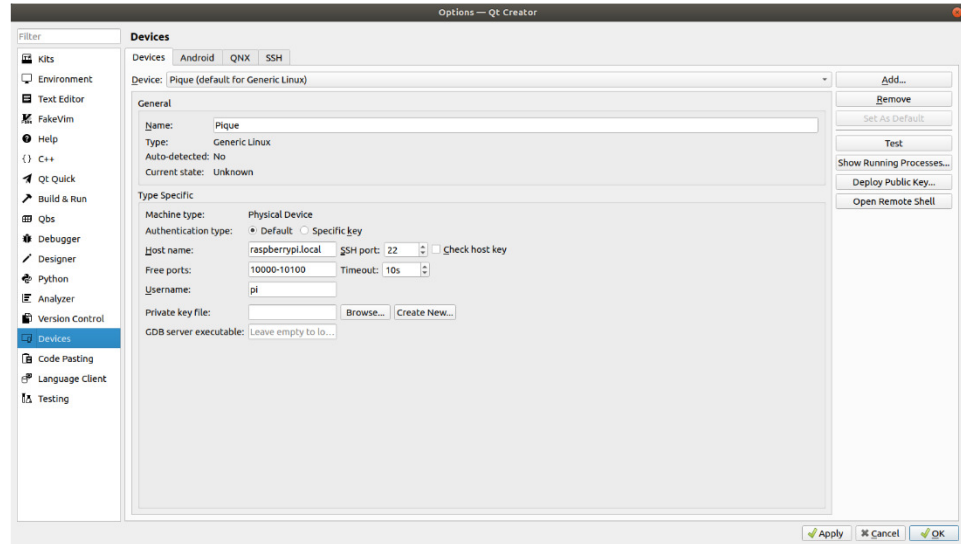 Options — Qt Creator
Filter
Kits
Environment
Text Editor
FakeVim
Help
{} C++
Qt Quick
Build & Run
Qbs
Debugger
Designer
Python
Analyzer
Version Control
Devices
Code Pasting
Language Client
Testing
Devices
Devices Android QNX SSH
Device: Pique (default for Generic Linux)
General
Name: Pique
Type: Generic Linux
Auto-detected: No
Current state: Unknown
Type Specific
Machine type: Physical Device
Authentication type: Default Specific key
Host name: raspberrypi.local SSH port: 22 Check host key
Free ports: 10000-10100 Timeout: 10s
Username: pi
Private key file: Browse... Create New...
GDB server executable: Leave empty to lo...
Add...
Remove
Set As Default
Test
Show Running Processes...
Deploy Public Key...
Open Remote Shell
Apply Cancel OK